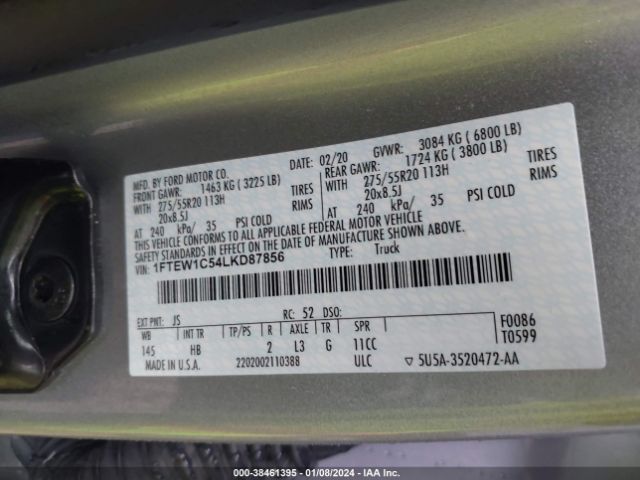 MFD. BY FORD MOTOR CO. DATE: 02/20 GVWR: 3084 KG ( 6800 LB)
FRONT GAWR: 1463 KG ( 3225 LB) REAR GAWR: 1724 KG ( 3800 LB)
WITH 275/55R20 113H TIRES WITH 275/55R20 113H TIRES
20x8.5J RIMS 20x8.5J RIMS
AT 240 kPa/ 35 PSI COLD AT 240 kPa/ 35 PSI COLD
THIS VEHICLE CONFORMS TO ALL APPLICABLE FEDERAL MOTOR VEHICLE
SAFETY STANDARDS IN EFFECT ON THE DATE OF MANUFACTURE SHOWN ABOVE.
VIN: 1FTEW1C54LKD87856 TYPE: Truck
EXT PNT: JS RC: 52 DSO:
WB INT TR TP/PS R AXLE TR SPR F0086
145 HB 2 L3 G 11CC T0599
MADE IN U.S.A. 2202002110388 ULC ▽ 5U5A-3520472-AA
000-38461395 - 01/08/2024 - IAA Inc.